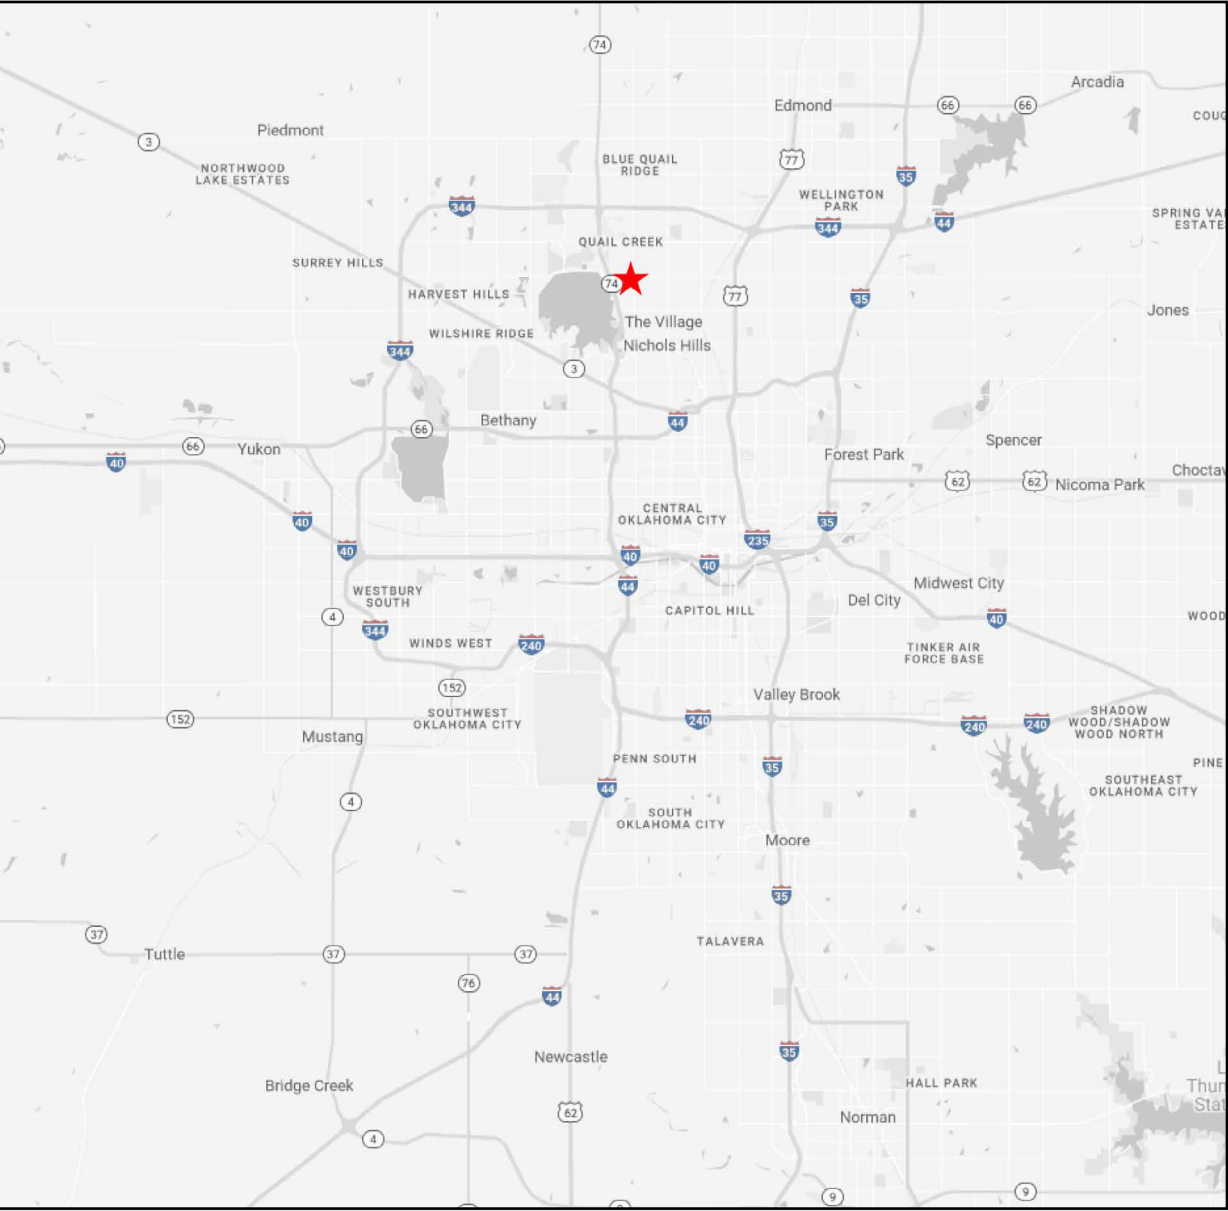 74
Arcadia
Edmond
66
66
COUG
Piedmont
3
77
BLUE QUAIL
RIDGE
NORTHWOOD
LAKE ESTATES
35
WELLINGTON
PARK
344
SPRING VA
ESTATE
344
44
QUAIL CREEK
SURREY HILLS
74
HARVEST HILLS
77
35
Jones
The Village
WILSHIRE RIDGE
Nichols Hills
344
3
Bethany
44
66
Spencer
66
Yukon
Forest Park
40
Choctaw
62
62
Nicoma Park
CENTRAL
OKLAHOMA CITY
40
35
235
40
40
40
44
Midwest City
WESTBURY
SOUTH
Del City
CAPITOL HILL
4
WOOD
40
344
WINDS WEST
240
TINKER AIR
FORCE BASE
152
Valley Brook
152
SOUTHWEST
OKLAHOMA CITY
240
240
240
SHADOW
WOOD/SHADOW
WOOD NORTH
Mustang
PENN SOUTH
35
PINE
44
SOUTHEAST
OKLAHOMA CITY
4
SOUTH
OKLAHOMA CITY
Moore
35
37
TALAVERA
Tuttle
37
37
76
44
35
Newcastle
Bridge Creek
HALL PARK
L
Thun
Stat
62
Norman
4
9
9